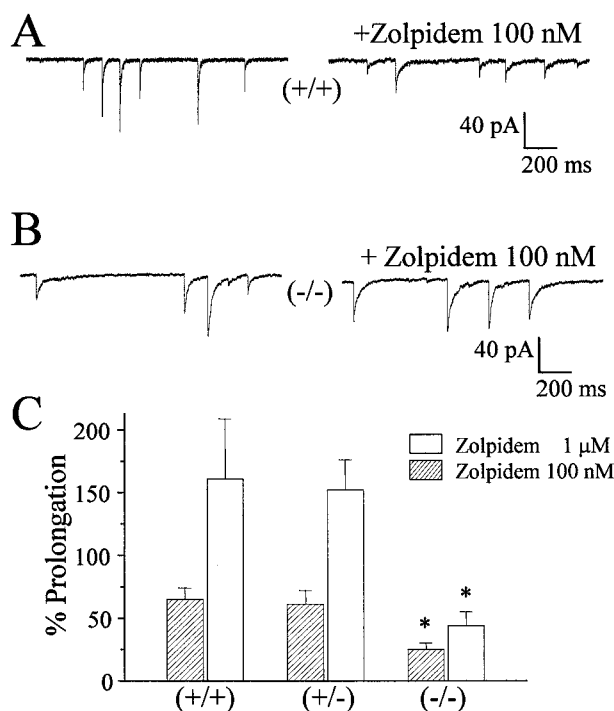 A
+Zolpidem 100 nM
(+/+)
40 pA
200 ms
B
+ Zolpidem 100 nM
(-/-)
40 pA
200 ms
C
% Prolongation
200
150
100
50
0
Zolpidem 1 µM
Zolpidem 100 nM
* *
(+/+) (+/-) (-/-)